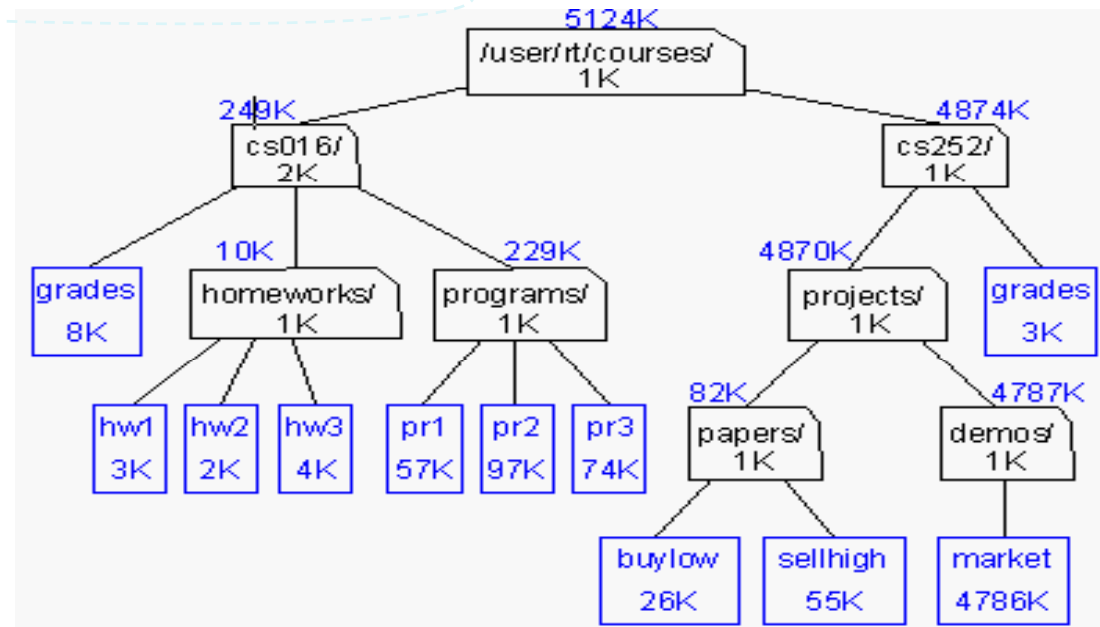 5124K
/user/rt/courses/
1K
249K
4874K
cs016/
2K
cs252/
1K
10K
229K
4870K
grades
8K
homeworks/
1K
programs/
1K
projects/
1K
grades
3K
82K
4787K
hw1
3K
hw2
2K
hw3
4K
pr1
57K
pr2
97K
pr3
74K
papers/
1K
demos/
1K
buylow
26K
sellhigh
55K
market
4786K